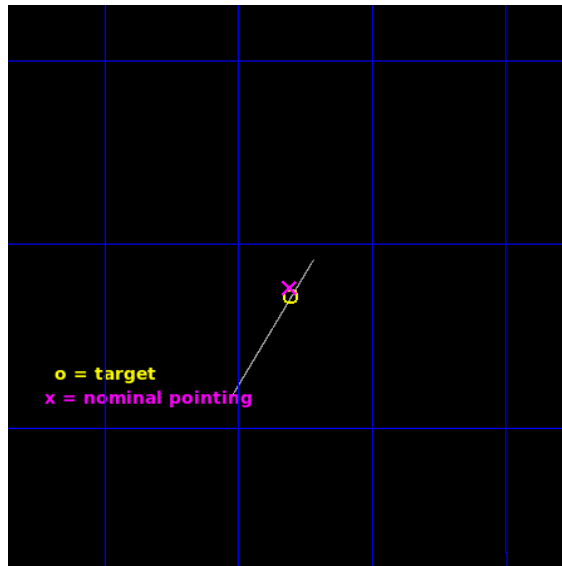 o = target
x = nominal pointing